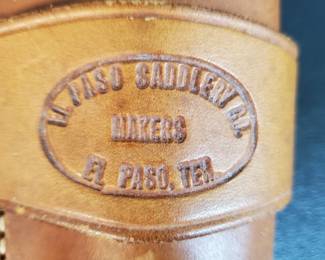 EL PASO SADDLERY CO.
MAKERS
EL PASO, TEX